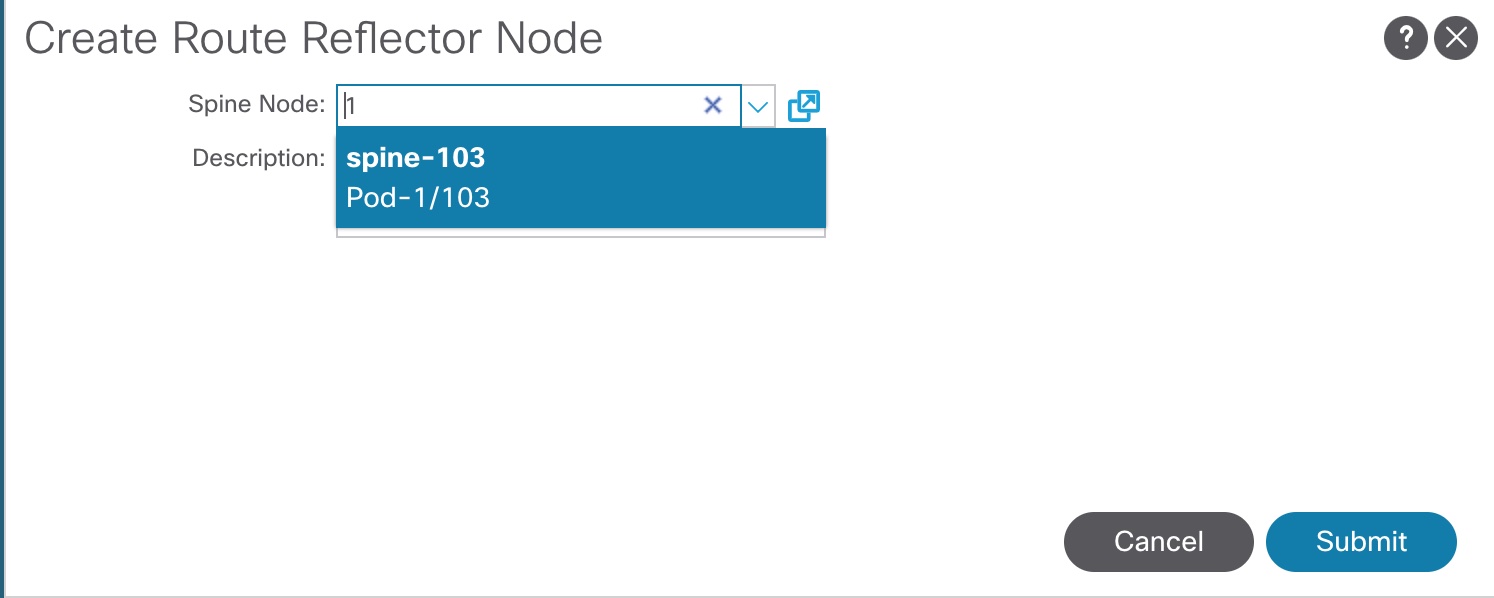 Create Route Reflector Node
?
Spine Node: 1
Description:
spine-103
Pod-1/103
Cancel
Submit